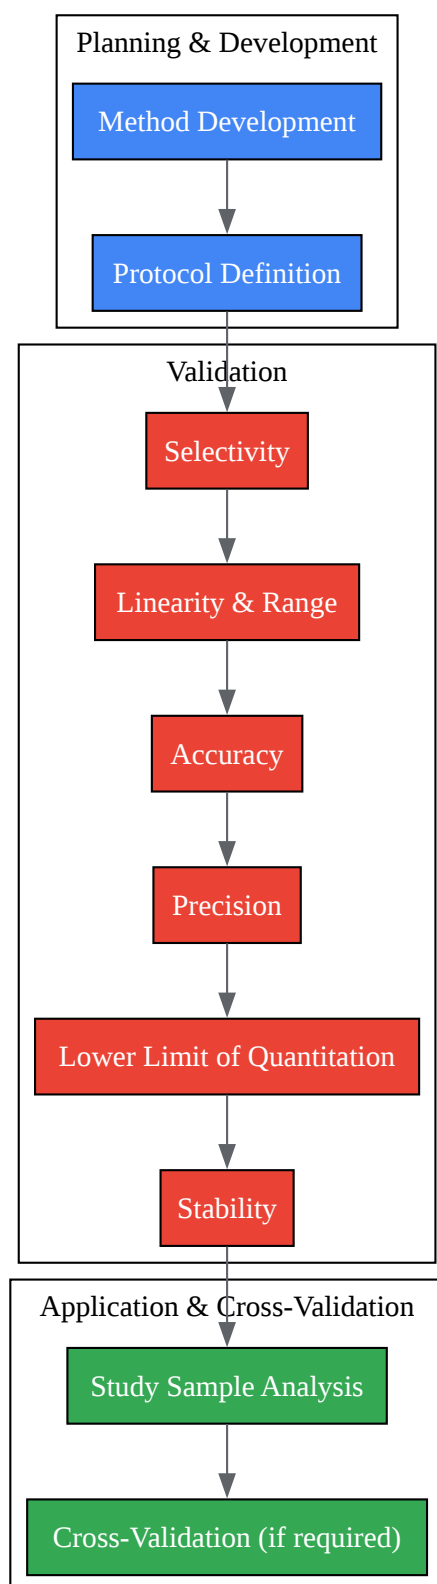 Planning & Development
Method Development
Protocol Definition
Validation
Selectivity
Linearity & Range
Accuracy
Precision
Lower Limit of Quantitation
Stability
Application & Cross-Validation
Study Sample Analysis
Cross-Validation (if required)